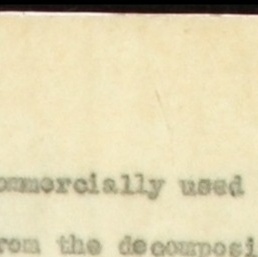 ommercially used
rom the decomposi